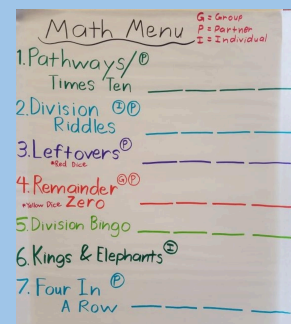 Math Menu
G = Group
P = Partner
I = Individual
1. Pathways/ Ⓟ
Times Ten
2. Division Ⓘ Ⓟ
Riddles
3. Leftovers Ⓟ
*Red Dice
4. Remainder Ⓖ Ⓟ
*Yellow Dice Zero
5. Division Bingo
6. Kings & Elephants Ⓘ
7. Four In Ⓟ
A Row